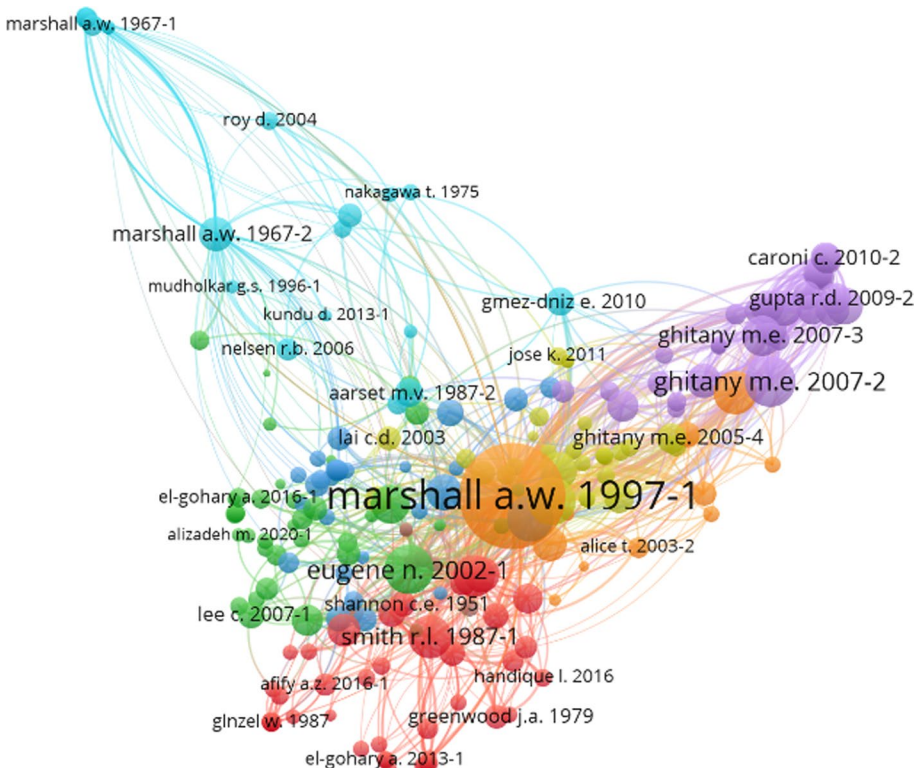 marshall a.w. 1967-1
roy d. 2004
nakagawa t. 1975
marshall a.w. 1967-2
caroni c. 2010-2
mudholkar g.s. 1996-1
gmez-dniz e. 2010
gupta r.d. 2009-2
kundu d. 2013-1
ghitany m.e. 2007-3
nelsen r.b. 2006
jose k. 2011
ghitany m.e. 2007-2
aarset m.v. 1987-2
lai c.d. 2003
ghitany m.e. 2005-4
el-gohary a. 2016-1
marshall a.w. 1997-1
alizadeh m. 2020-1
alice t. 2003-2
eugene n. 2002-1
shannon c.e. 1951
lee c. 2007-1
smith r.l. 1987-1
handique l. 2016
afify a.z. 2016-1
glnzel w. 1987
greenwood j.a. 1979
el-gohary a. 2013-1